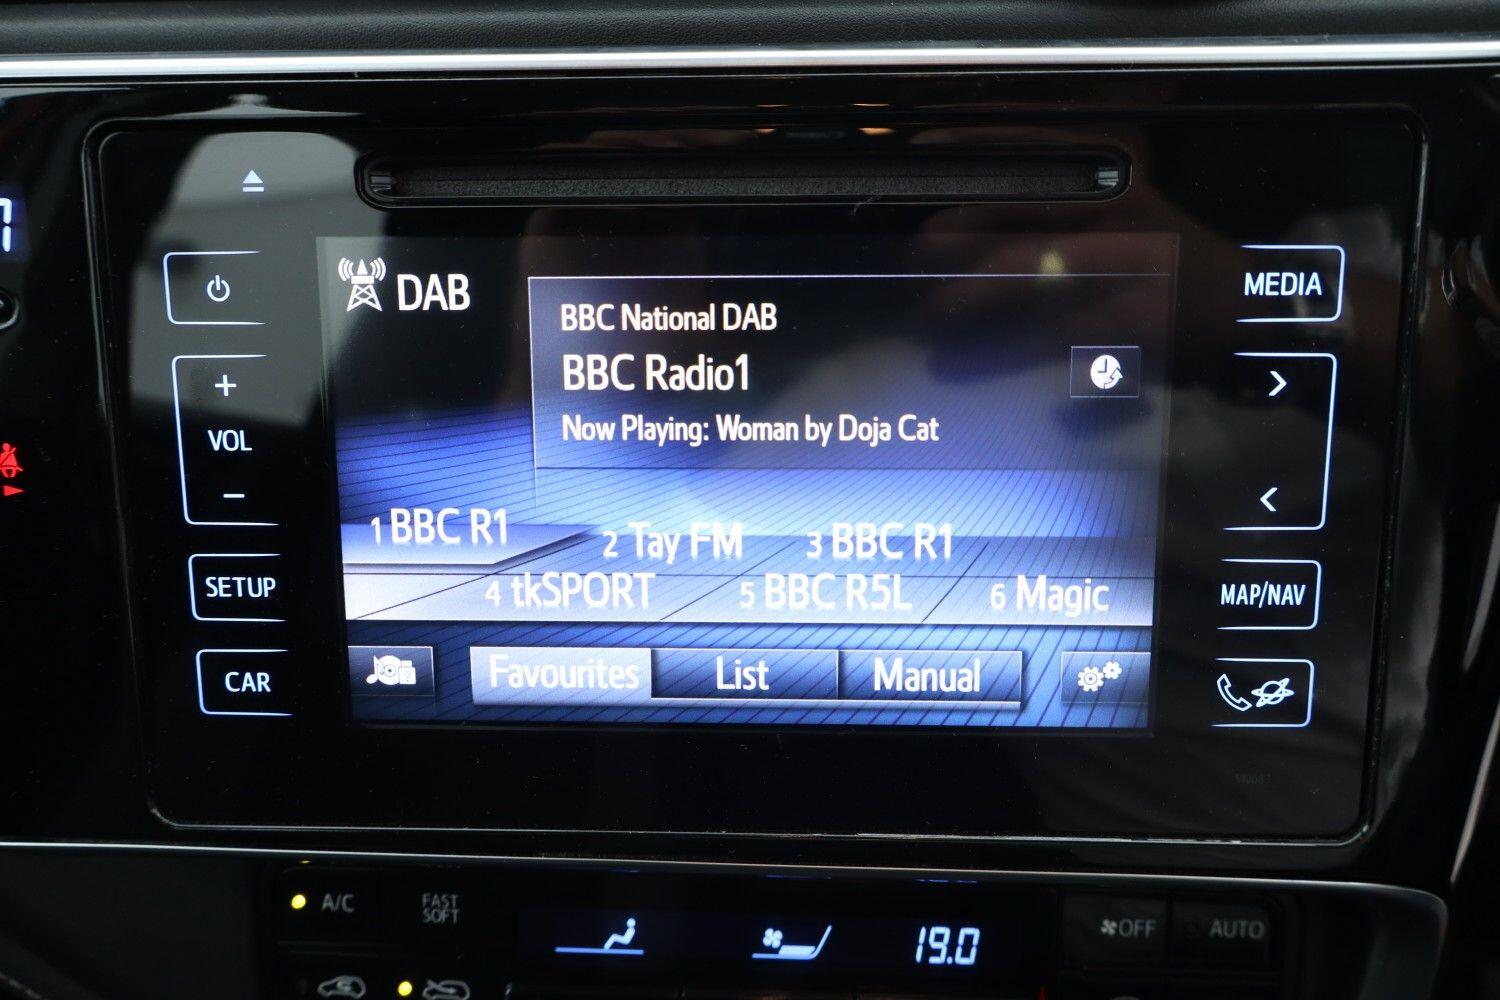 DAB
BBC National DAB
BBC Radio1
Now Playing: Woman by Doja Cat
1 BBC R1
2 Tay FM
3 BBC R1
4 tkSPORT
5 BBC R5L
6 Magic
Favourites
List
Manual
+
VOL
−
SETUP
CAR
MEDIA
>
<
MAP/NAV
A/C
FAST
SOFT
19.0
OFF
AUTO